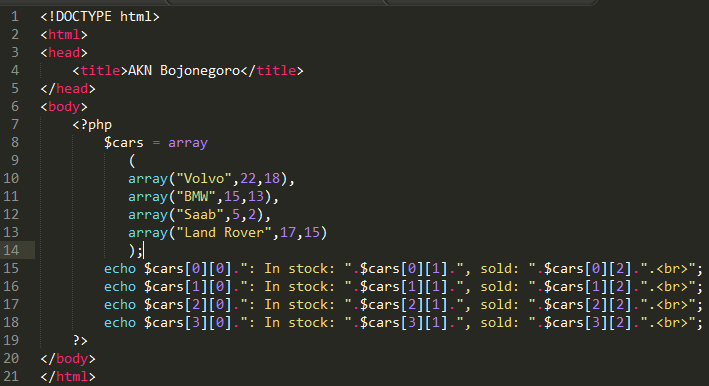 1 <!DOCTYPE html>
2 <html>
3 <head>
4 <title>AKN Bojonegoro</title>
5 </head>
6 <body>
7 <?php
8 $cars = array
9 (
10 array("Volvo",22,18),
11 array("BMW",15,13),
12 array("Saab",5,2),
13 array("Land Rover",17,15)
14 );
15 echo $cars[0][0].": In stock: ".$cars[0][1].", sold: ".$cars[0][2].".<br>";
16 echo $cars[1][0].": In stock: ".$cars[1][1].", sold: ".$cars[1][2].".<br>";
17 echo $cars[2][0].": In stock: ".$cars[2][1].", sold: ".$cars[2][2].".<br>";
18 echo $cars[3][0].": In stock: ".$cars[3][1].", sold: ".$cars[3][2].".<br>";
19 ?>
20 </body>
21 </html>